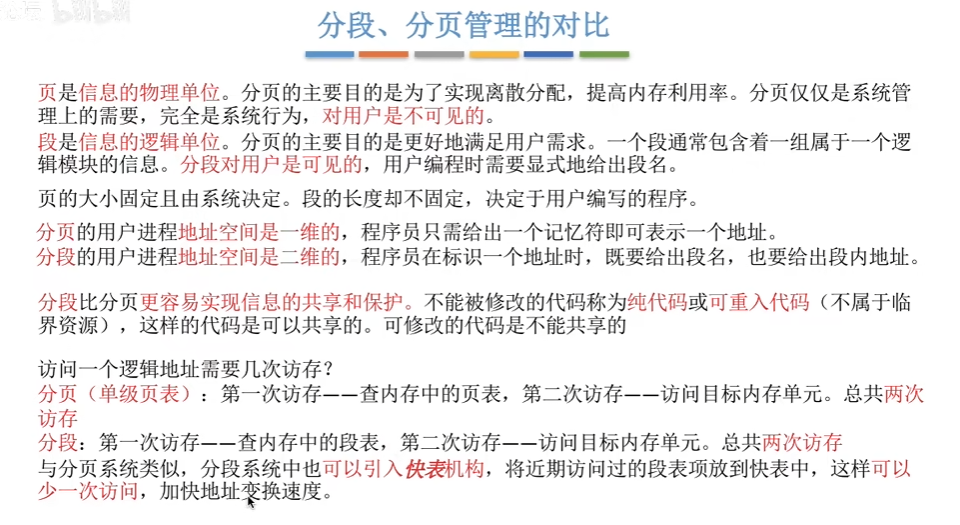 分段、分页管理的对比
页是信息的物理单位。分页的主要目的是为了实现离散分配，提高内存利用率。分页仅仅是系统管
理上的需要，完全是系统行为，对用户是不可见的。
段是信息的逻辑单位。分页的主要目的是更好地满足用户需求。一个段通常包含着一组属于一个逻
辑模块的信息。分段对用户是可见的，用户编程时需要显式地给出段名。
页的大小固定且由系统决定。段的长度却不固定，决定于用户编写的程序。
分页的用户进程地址空间是一维的，程序员只需给出一个记忆符即可表示一个地址。
分段的用户进程地址空间是二维的，程序员在标识一个地址时，既要给出段名，也要给出段内地址。
分段比分页更容易实现信息的共享和保护。不能被修改的代码称为纯代码或可重入代码（不属于临
界资源），这样的代码是可以共享的。可修改的代码是不能共享的
访问一个逻辑地址需要几次访存？
分页（单级页表）：第一次访存——查内存中的页表，第二次访存——访问目标内存单元。总共两次
访存
分段：第一次访存——查内存中的段表，第二次访存——访问目标内存单元。总共两次访存
与分页系统类似，分段系统中也可以引入快表机构，将近期访问过的段表项放到快表中，这样可以
少一次访问，加快地址变换速度。